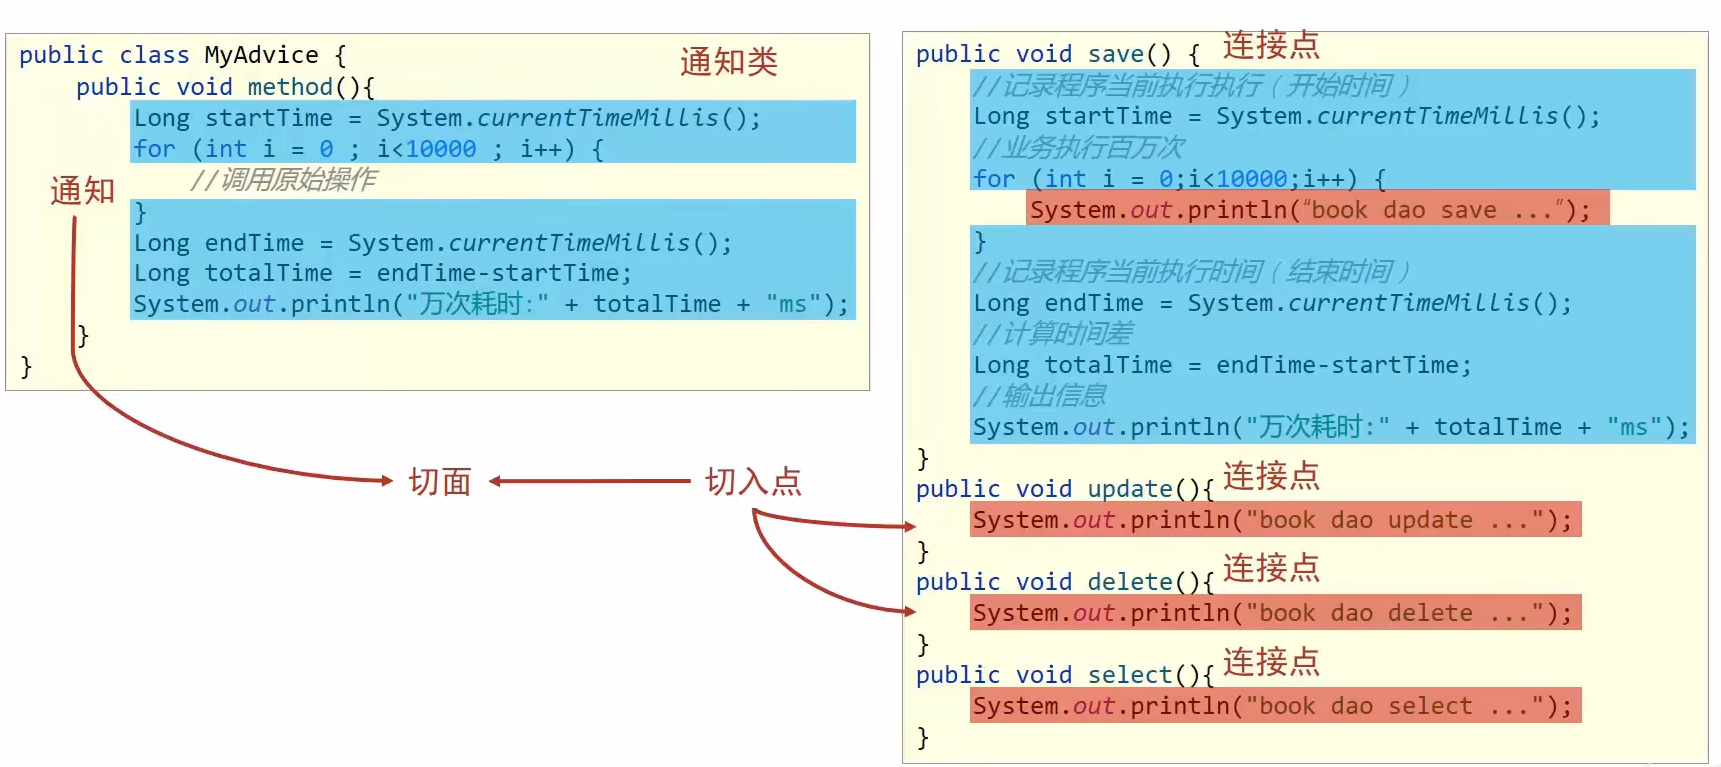 public class MyAdvice {
通知类
public void method(){
Long startTime = System.currentTimeMillis();
for (int i = 0 ; i<10000 ; i++) {
//调用原始操作
通知
}
Long endTime = System.currentTimeMillis();
Long totalTime = endTime-startTime;
System.out.println("万次耗时:" + totalTime + "ms");
}
}
切面
切入点
public void save() {
连接点
//记录程序当前执行执行（开始时间）
Long startTime = System.currentTimeMillis();
//业务执行百万次
for (int i = 0;i<10000;i++) {
System.out.println(“book dao save ...”);
}
//记录程序当前执行时间（结束时间）
Long endTime = System.currentTimeMillis();
//计算时间差
Long totalTime = endTime-startTime;
//输出信息
System.out.println("万次耗时:" + totalTime + "ms");
}
public void update(){
连接点
System.out.println("book dao update ...");
}
public void delete(){
连接点
System.out.println("book dao delete ...");
}
public void select(){
连接点
System.out.println("book dao select ...");
}